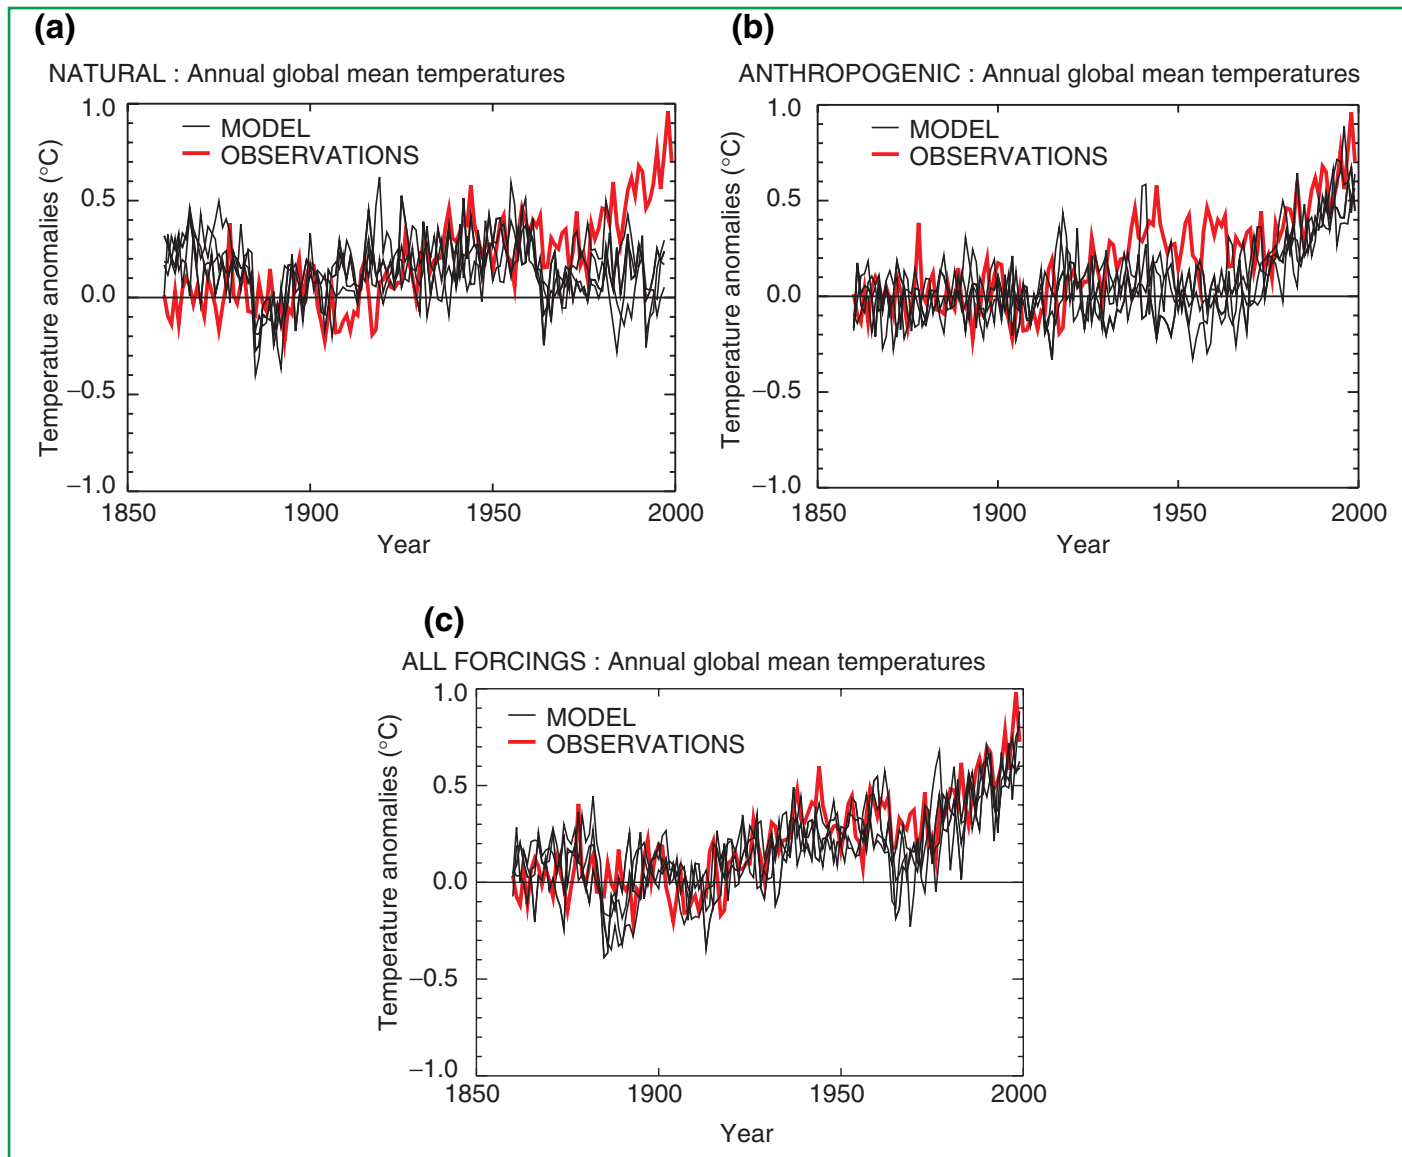 (a)
NATURAL : Annual global mean temperatures
MODEL
OBSERVATIONS
Temperature anomalies (°C)
1.0
0.5
0.0
−0.5
−1.0
1850 1900 1950 2000
Year
(b)
ANTHROPOGENIC : Annual global mean temperatures
MODEL
OBSERVATIONS
Temperature anomalies (°C)
1.0
0.5
0.0
−0.5
−1.0
1850 1900 1950 2000
Year
(c)
ALL FORCINGS : Annual global mean temperatures
MODEL
OBSERVATIONS
Temperature anomalies (°C)
1.0
0.5
0.0
−0.5
−1.0
1850 1900 1950 2000
Year